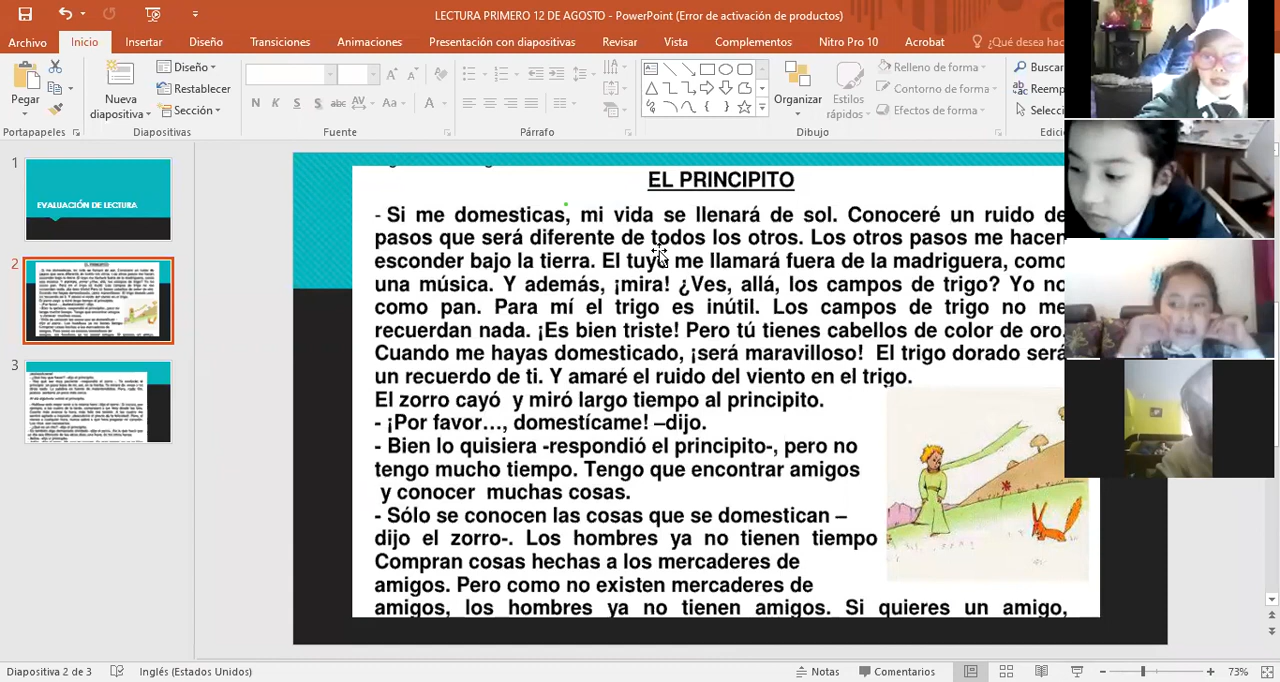 LECTURA PRIMERO 12 DE AGOSTO - PowerPoint (Error de activación de productos)
Archivo Inicio Insertar Diseño Transiciones Animaciones Presentación con diapositivas Revisar Vista Complementos Nitro Pro 10 Acrobat ¿Qué desea hac
Pegar
Nueva diapositiva
Diseño
Restablecer
Sección
N K S S abc AV Aa A
Organizar
Estilos rápidos
Relleno de forma
Contorno de forma
Efectos de forma
Buscar
Reemp
Selecci
Portapapeles Diapositivas Fuente Párrafo Dibujo Edici
1
EVALUACIÓN DE LECTURA
2
3
EL PRINCIPITO
- Si me domesticas, mi vida se llenará de sol. Conoceré un ruido de
pasos que será diferente de todos los otros. Los otros pasos me hacen
esconder bajo la tierra. El tuyo me llamará fuera de la madriguera, como
una música. Y además, ¡mira! ¿Ves, allá, los campos de trigo? Yo no
como pan. Para mí el trigo es inútil. Los campos de trigo no me
recuerdan nada. ¡Es bien triste! Pero tú tienes cabellos de color de oro.
Cuando me hayas domesticado, ¡será maravilloso! El trigo dorado será
un recuerdo de ti. Y amaré el ruido del viento en el trigo.
El zorro cayó y miró largo tiempo al principito.
- ¡Por favor…, domestícame! –dijo.
- Bien lo quisiera -respondió el principito-, pero no
tengo mucho tiempo. Tengo que encontrar amigos
y conocer muchas cosas.
- Sólo se conocen las cosas que se domestican –
dijo el zorro-. Los hombres ya no tienen tiempo
Compran cosas hechas a los mercaderes de
amigos. Pero como no existen mercaderes de
amigos, los hombres ya no tienen amigos. Si quieres un amigo,
Diapositiva 2 de 3 Inglés (Estados Unidos) Notas Comentarios 73%